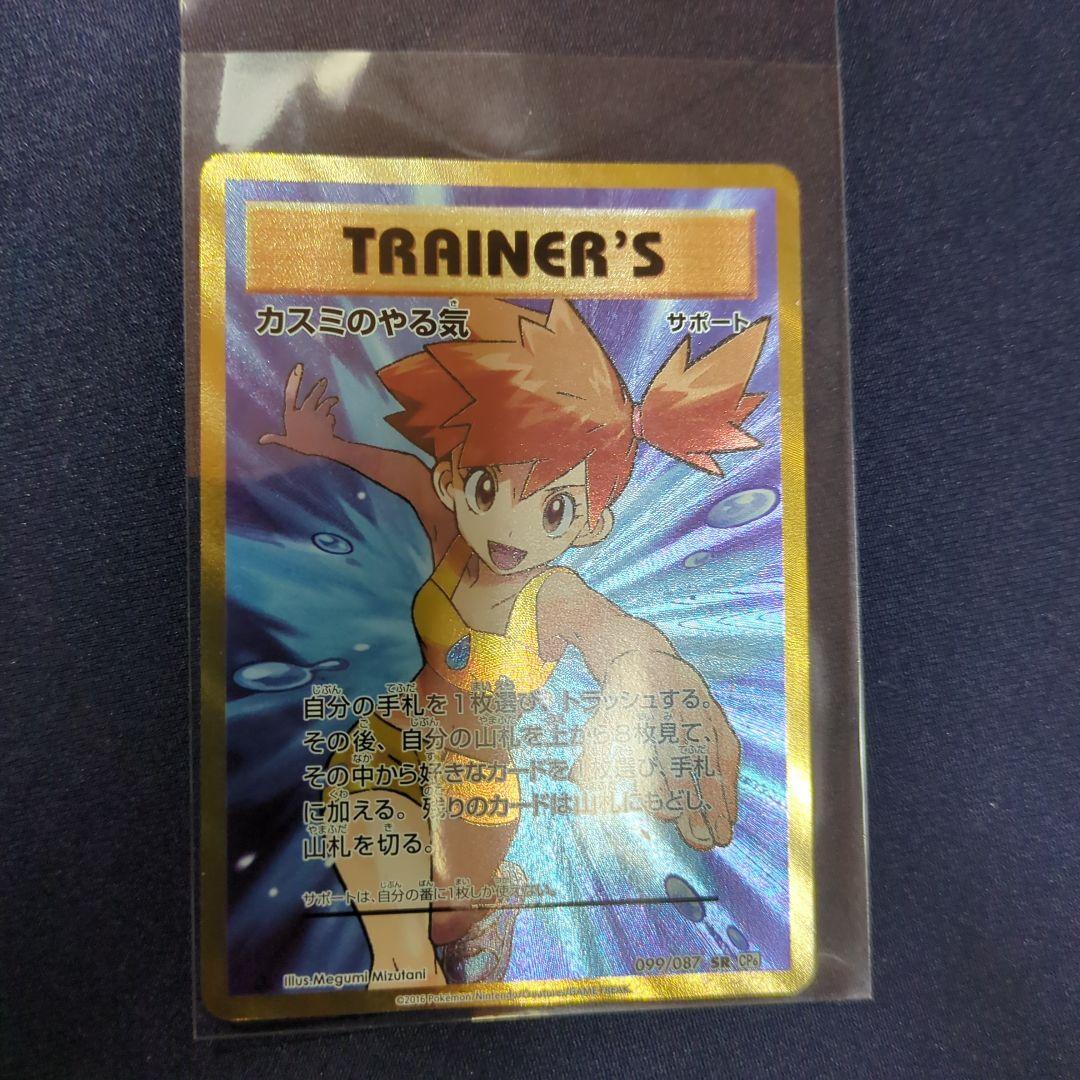 TRAINER'S
カスミのやる気
サポート
自分の手札を1枚選び、トラッシュする。
その後、自分の山札を上から8枚見て、
その中から好きなカードを1枚選び、手札
に加える。残りのカードは山札にもどし、
山札を切る。
サポートは、自分の番に1枚しか使えない。
099/087 SR CP6
Illus.Megumi Mizutani
©2016 Pokémon/Nintendo/Creatures/GAME FREAK.